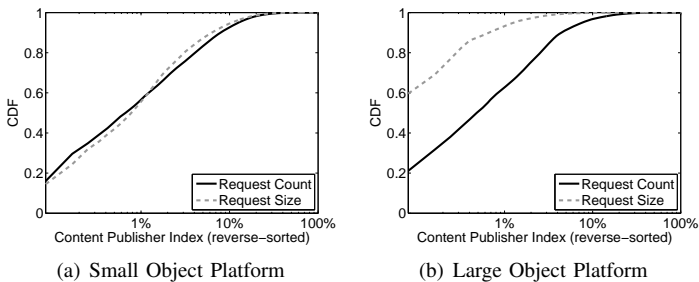 1
0.8
0.6
0.4
0.2
0
CDF
1% 10% 100%
Content Publisher Index (reverse−sorted)
Request Count
Request Size
(a) Small Object Platform
1
0.8
0.6
0.4
0.2
0
CDF
1% 10% 100%
Content Publisher Index (reverse−sorted)
Request Count
Request Size
(b) Large Object Platform